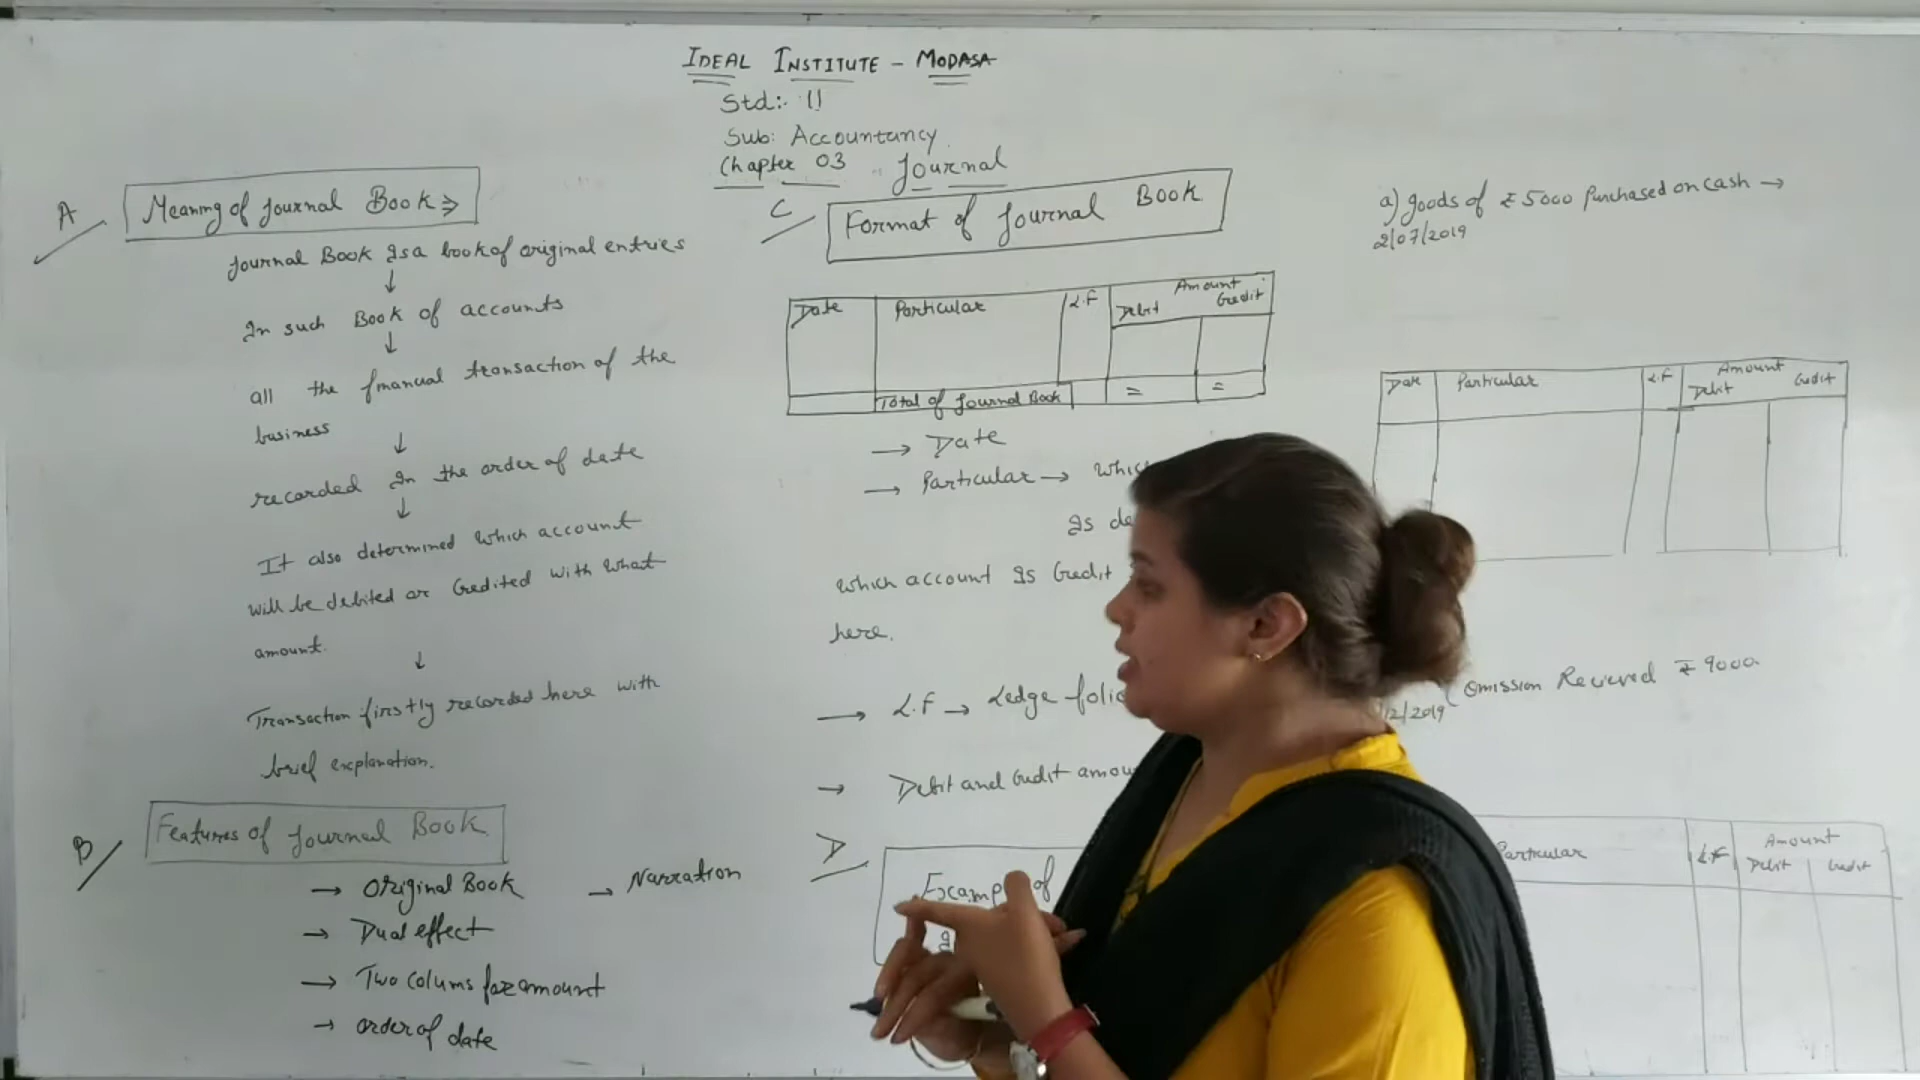 IDEAL INSTITUTE - MODASA
Std:- 11
Sub: Accountancy
Chapter 03 - Journal
A
Meaning of Journal Book ⇒
Journal Book Is a book of original entries
↓
In such Book of accounts
↓
all the financial transaction of the
business
↓
recorded In the order of date
↓
It also determined which account
will be debited or Credited with what
amount.
↓
Transaction firstly recorded here with
brief explanation.
B
Features of Journal Book
→ Original Book
→ Dual effect
→ Two colums for amount
→ order of date
→ Narration
C
Format of Journal Book
Date Particular L.F Amount
Debit Credit
Total of Journal Book = =
→ Date
→ Particular →
Is
which account Is Credit
here.
→ L.F → Ledge
→ Debit and Credit
D
of
a) goods of ₹ 5000 Purchased on cash →
2/07/2019
Date Particular L.F Amount
Debit Credit
omission Recieved ₹ 9000
2/2019
Particular L.F Amount
Debit Credit